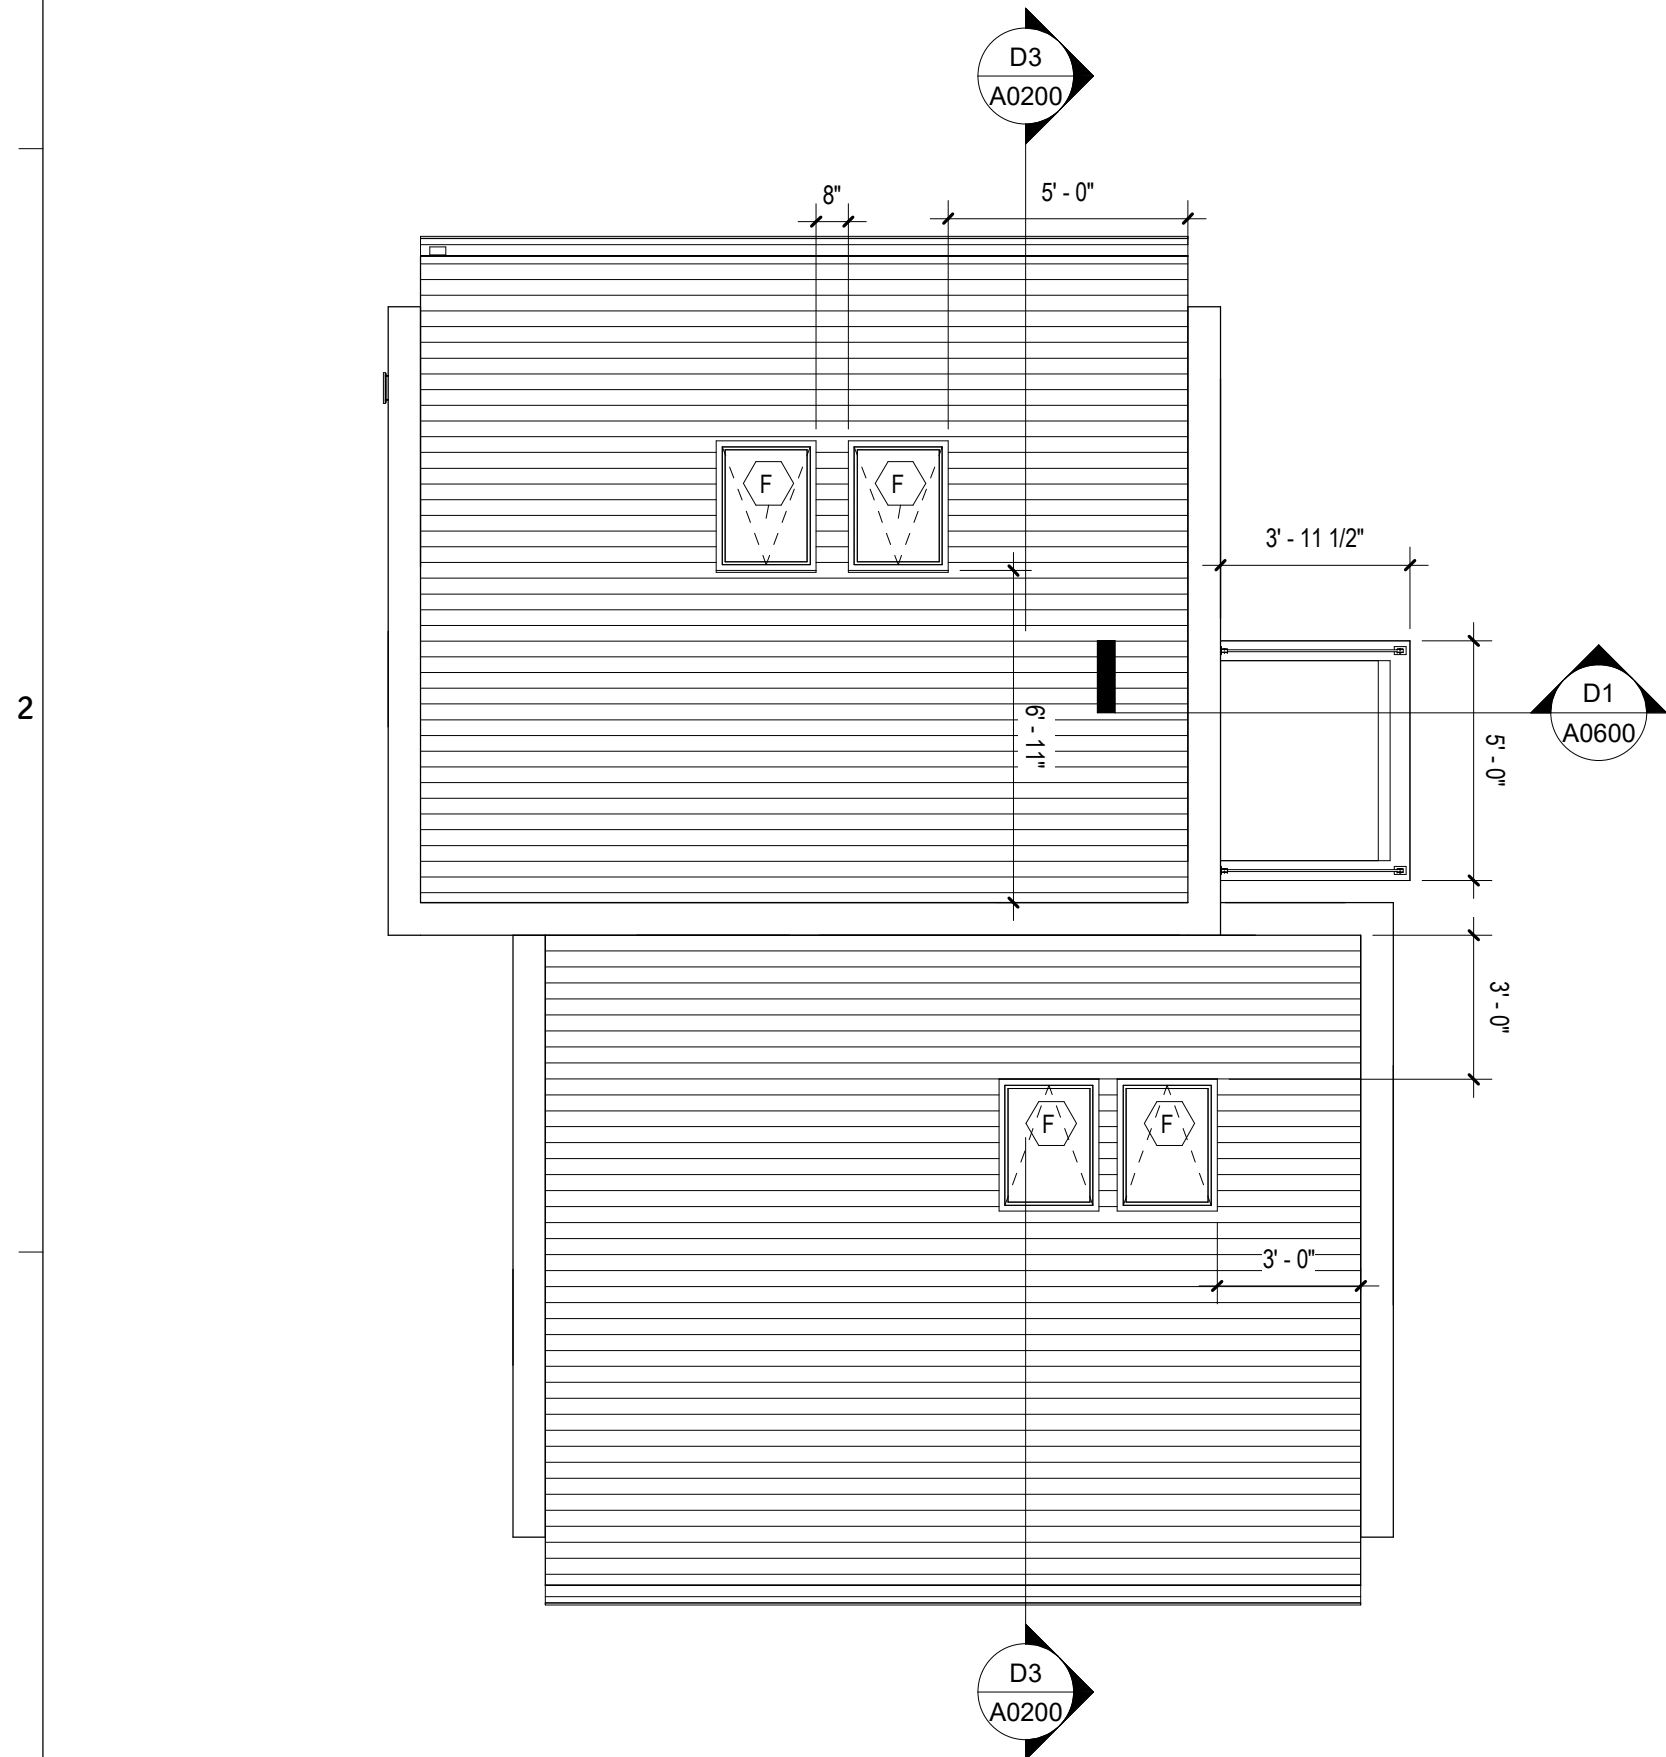 D3
A0200
8"
5' - 0"
F
F
3' - 11 1/2"
2
6' - 11"
D1
A0600
5' - 0"
3' - 0"
F
F
3' - 0"
D3
A0200